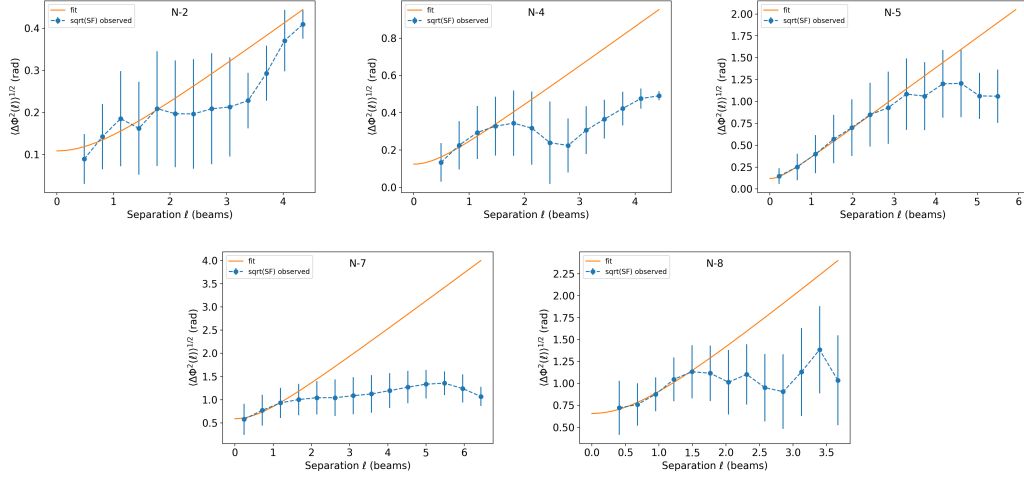 N-2
fit
sqrt(SF) observed
⟨ΔΦ²(ℓ)⟩^1/2 (rad)
0.4
0.3
0.2
0.1
0 1 2 3 4
Separation ℓ (beams)
N-4
fit
sqrt(SF) observed
⟨ΔΦ²(ℓ)⟩^1/2 (rad)
0.8
0.6
0.4
0.2
0.0
0 1 2 3 4
Separation ℓ (beams)
N-5
fit
sqrt(SF) observed
⟨ΔΦ²(ℓ)⟩^1/2 (rad)
2.00
1.75
1.50
1.25
1.00
0.75
0.50
0.25
0.00
0 1 2 3 4 5 6
Separation ℓ (beams)
N-7
fit
sqrt(SF) observed
⟨ΔΦ²(ℓ)⟩^1/2 (rad)
4.0
3.5
3.0
2.5
2.0
1.5
1.0
0.5
0 1 2 3 4 5 6
Separation ℓ (beams)
N-8
fit
sqrt(SF) observed
⟨ΔΦ²(ℓ)⟩^1/2 (rad)
2.25
2.00
1.75
1.50
1.25
1.00
0.75
0.50
0.0 0.5 1.0 1.5 2.0 2.5 3.0 3.5
Separation ℓ (beams)